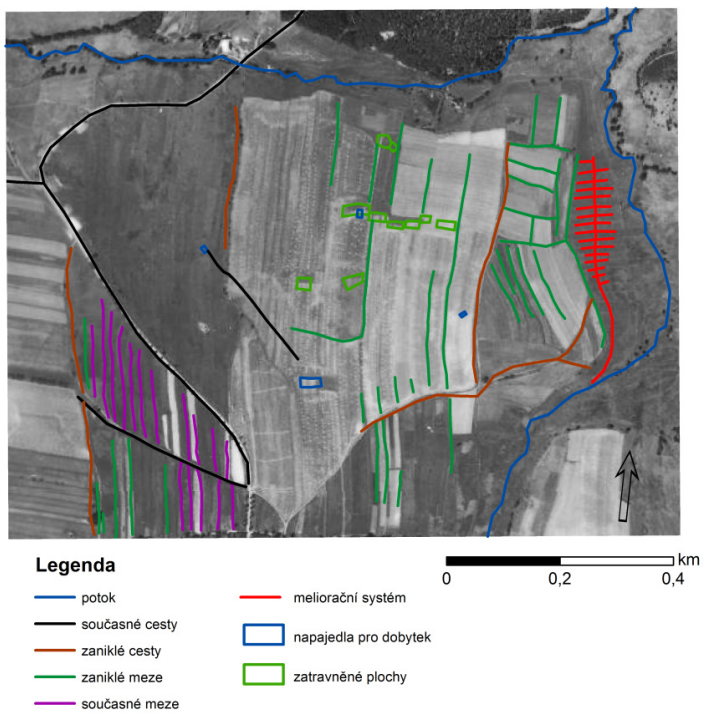 Legenda
potok
současné cesty
zaniklé cesty
zaniklé meze
současné meze
meliorační systém
napajedla pro dobytek
zatravněné plochy
km
0 0,2 0,4